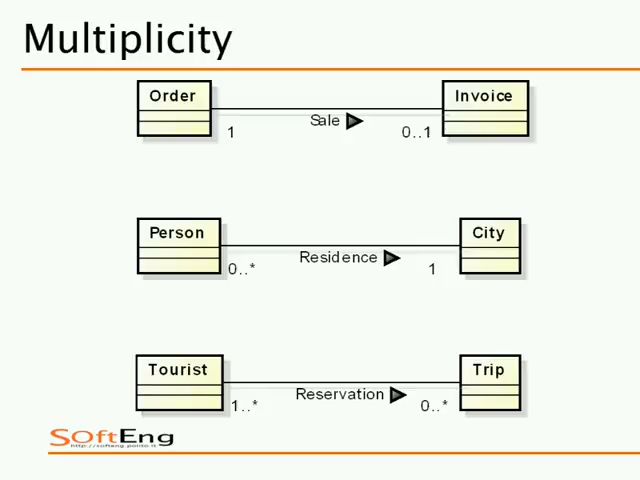 Multiplicity
Order
Invoice
Sale
1
0..1
Person
City
Residence
0..*
1
Tourist
Trip
Reservation
1..*
0..*
SOftEng
http://softeng.polito.it